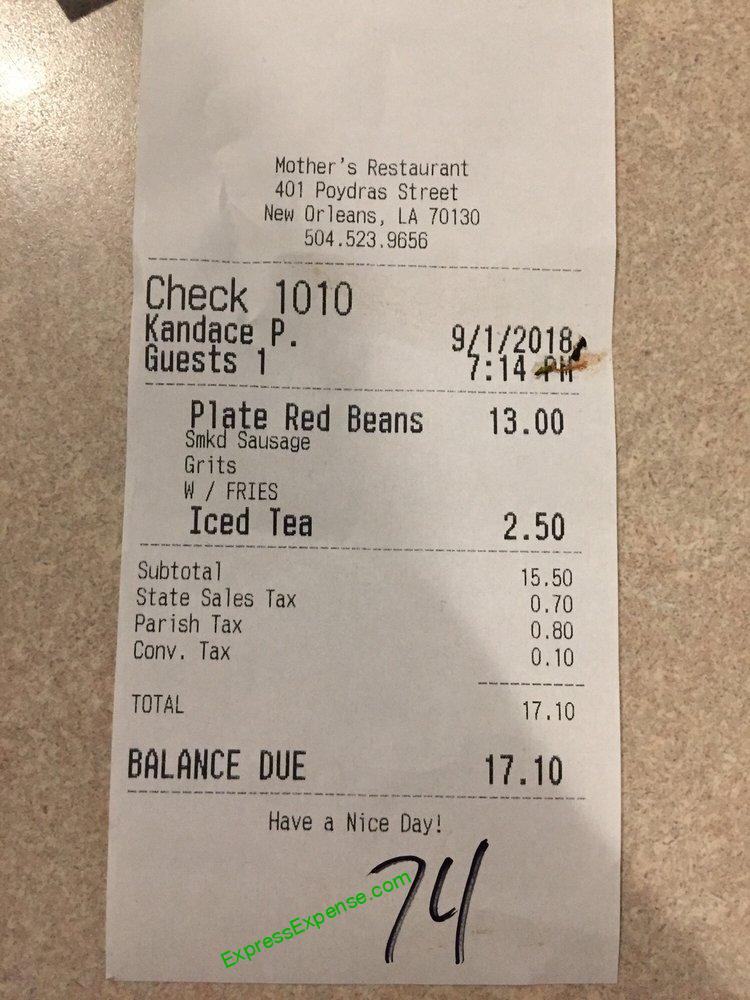 Mother's Restaurant
401 Poydras Street
New Orleans, LA 70130
504.523.9656
Check 1010
Kandace P. 9/1/2018
Guests 1 7:14 PM
Plate Red Beans 13.00
Smkd Sausage
Grits
W / FRIES
Iced Tea 2.50
Subtotal 15.50
State Sales Tax 0.70
Parish Tax 0.80
Conv. Tax 0.10
TOTAL 17.10
BALANCE DUE 17.10
Have a Nice Day!
74
ExpressExpense.com